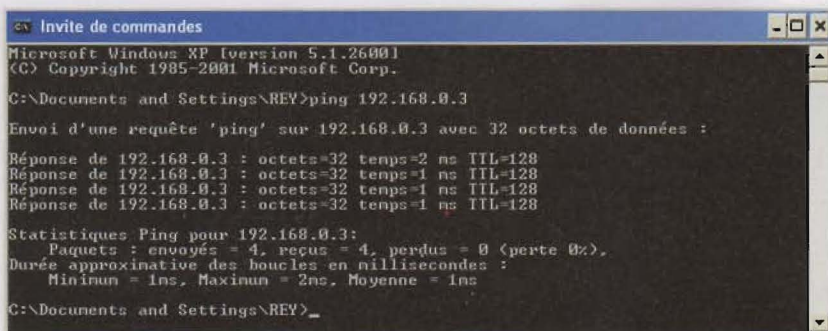 Invite de commandes
Microsoft Windows XP [version 5.1.2600]
(C) Copyright 1985-2001 Microsoft Corp.
C:\Documents and Settings\REY>ping 192.168.0.3
Envoi d'une requête 'ping' sur 192.168.0.3 avec 32 octets de données :
Réponse de 192.168.0.3 : octets=32 temps=2 ms TTL=128
Réponse de 192.168.0.3 : octets=32 temps=1 ms TTL=128
Réponse de 192.168.0.3 : octets=32 temps=1 ms TTL=128
Réponse de 192.168.0.3 : octets=32 temps=1 ms TTL=128
Statistiques Ping pour 192.168.0.3:
Paquets : envoyés = 4, reçus = 4, perdus = 0 (perte 0%),
Durée approximative des boucles en millisecondes :
Minimum = 1ms, Maximum = 2ms, Moyenne = 1ms
C:\Documents and Settings\REY>_